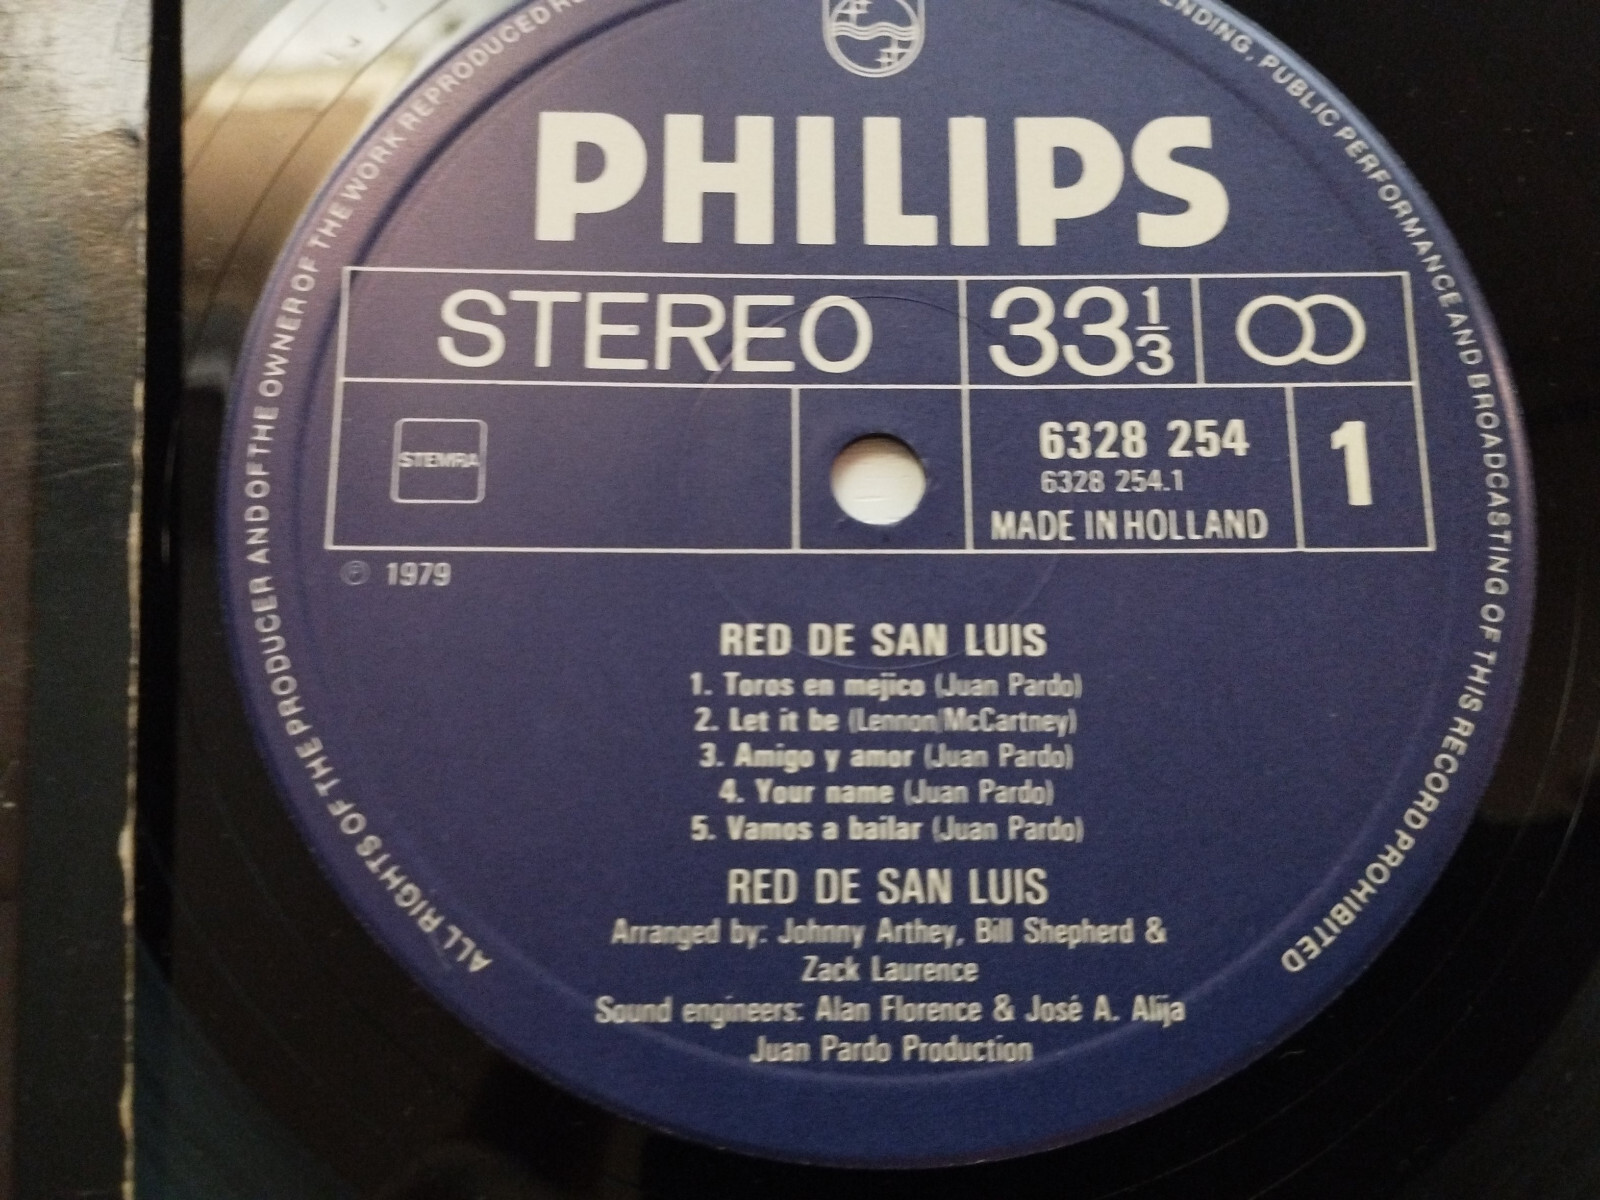 PHILIPS
STEREO
33 1/3
STEMRA
6328 254
6328 254.1
MADE IN HOLLAND
1
℗ 1979
RED DE SAN LUIS
1. Toros en mejico (Juan Pardo)
2. Let it be (Lennon/McCartney)
3. Amigo y amor (Juan Pardo)
4. Your name (Juan Pardo)
5. Vamos a bailar (Juan Pardo)
RED DE SAN LUIS
Arranged by: Johnny Arthey, Bill Shepherd &
Zack Laurence
Sound engineers: Alan Florence & José A. Alija
Juan Pardo Production
ALL RIGHTS OF THE PRODUCER AND OF THE OWNER OF THE WORK REPRODUCED
PUBLIC PERFORMANCE AND BROADCASTING OF THIS RECORD PROHIBITED